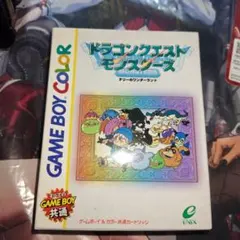 ドラゴンクエスト
モンスターズ
テリーのワンダーランド
GAME BOY COLOR
GAME BOY
共通
ゲームボーイ&カラー共通カートリッジ
ENIX